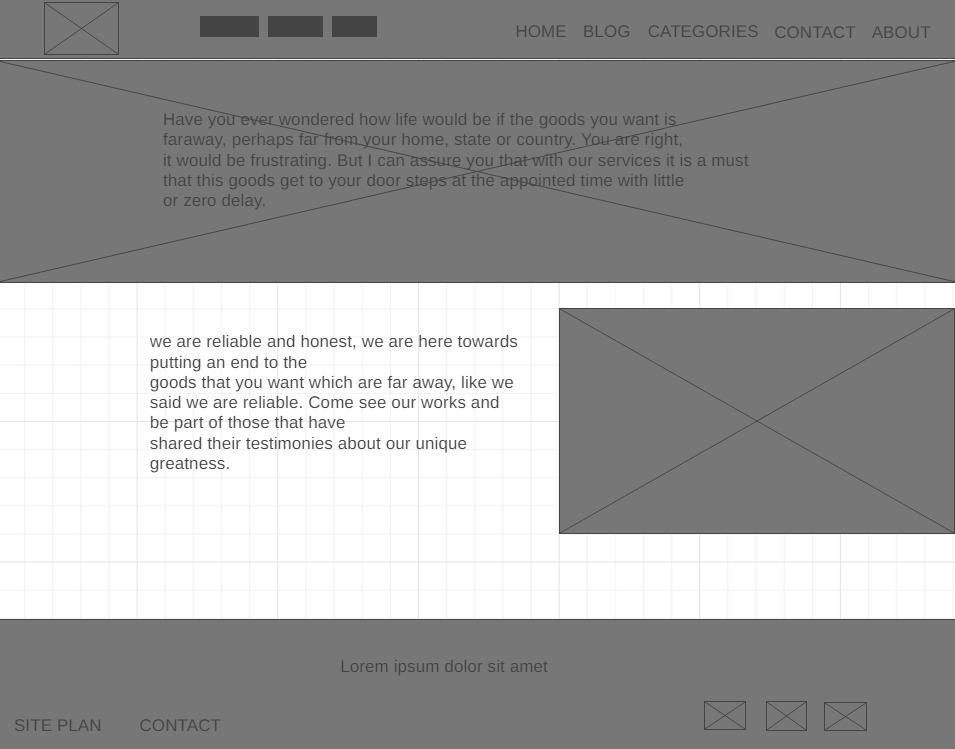 HOME BLOG CATEGORIES CONTACT ABOUT
Have you ever wondered how life would be if the goods you want is
faraway, perhaps far from your home, state or country. You are right,
it would be frustrating. But I can assure you that with our services it is a must
that this goods get to your door steps at the appointed time with little
or zero delay.
we are reliable and honest, we are here towards
putting an end to the
goods that you want which are far away, like we
said we are reliable. Come see our works and
be part of those that have
shared their testimonies about our unique
greatness.
Lorem ipsum dolor sit amet
SITE PLAN CONTACT